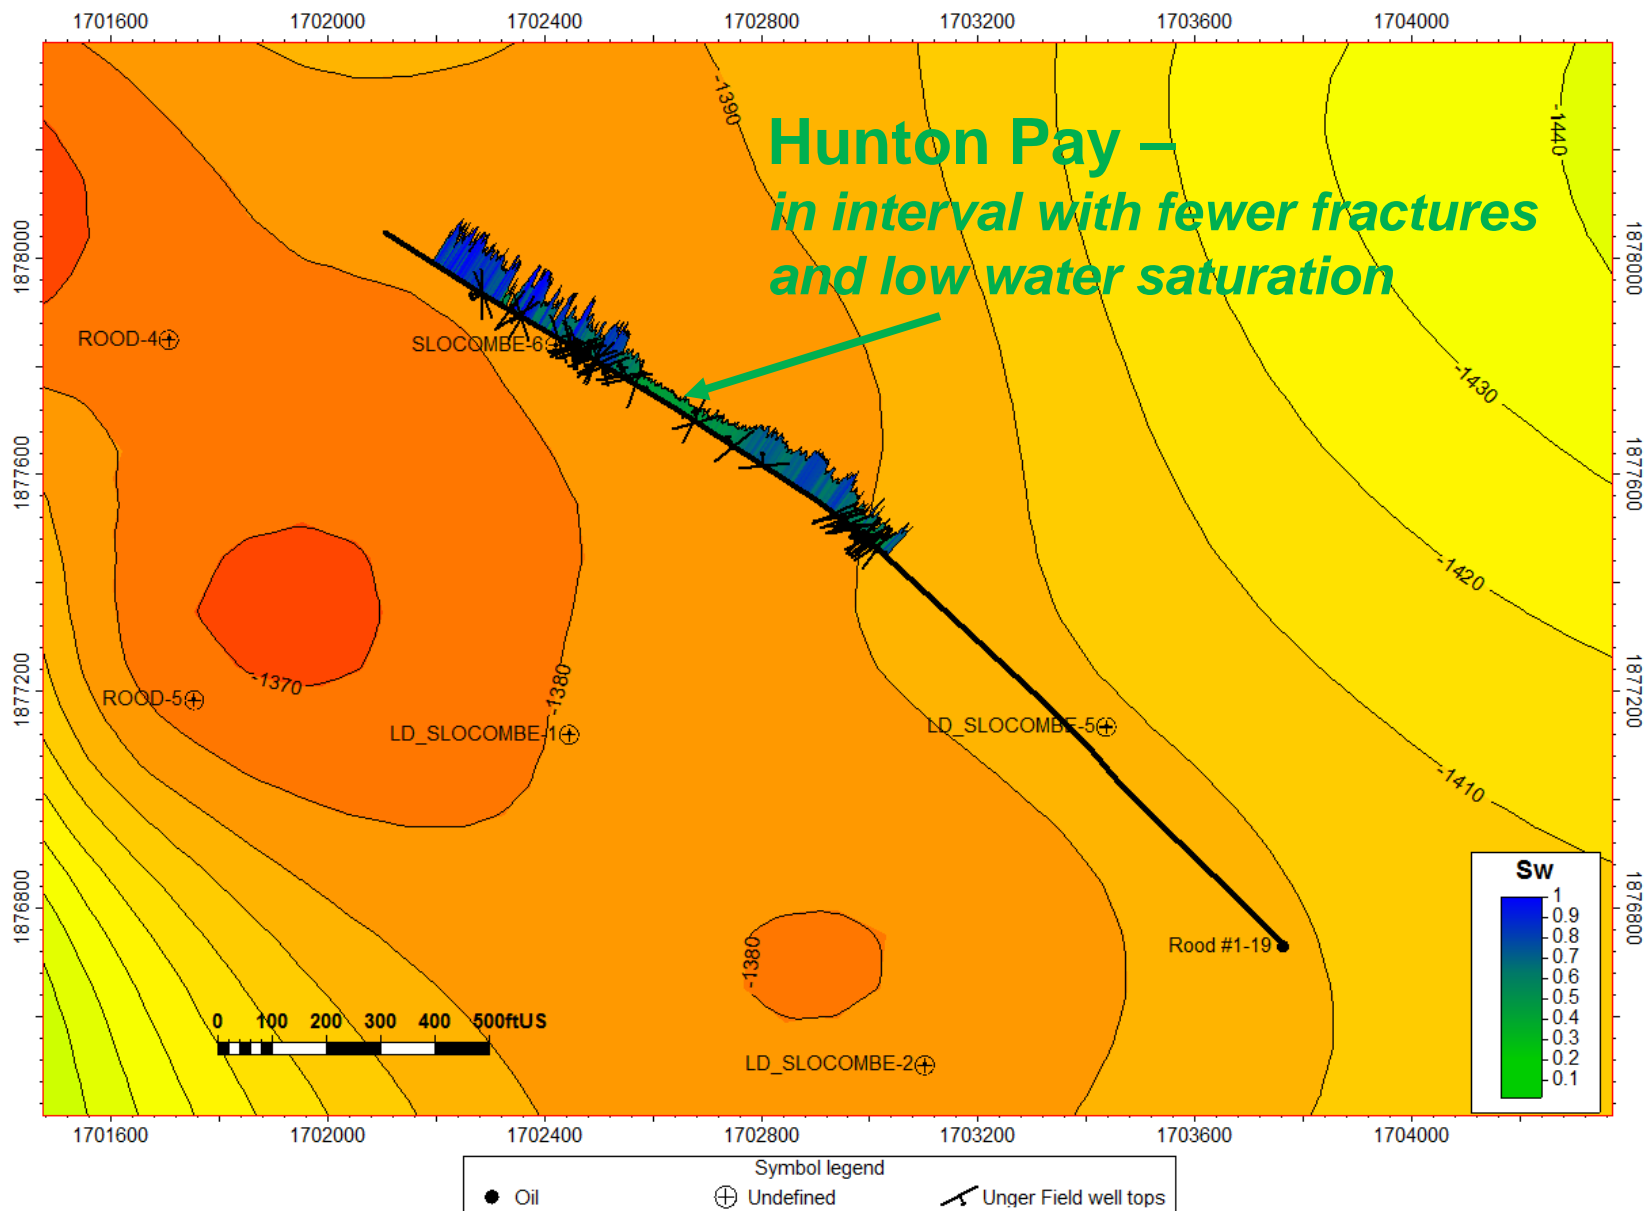 1701600 1702000 1702400 1702800 1703200 1703600 1704000
-1390
-1440
Hunton Pay –
in interval with fewer fractures
and low water saturation
1878000
1878000
ROOD-4
SLOCOMBE-6
-1430
1877600
1877600
-1420
-1370
-1380
1877200
1877200
ROOD-5
LD_SLOCOMBE-1
LD_SLOCOMBE-5
-1410
Sw
1
0.9
0.8
0.7
0.6
0.5
0.4
0.3
0.2
0.1
1876800
1876800
Rood #1-19
-1380
0 100 200 300 400 500ftUS
LD_SLOCOMBE-2
1701600 1702000 1702400 1702800 1703200 1703600 1704000
Symbol legend
Oil Undefined Unger Field well tops